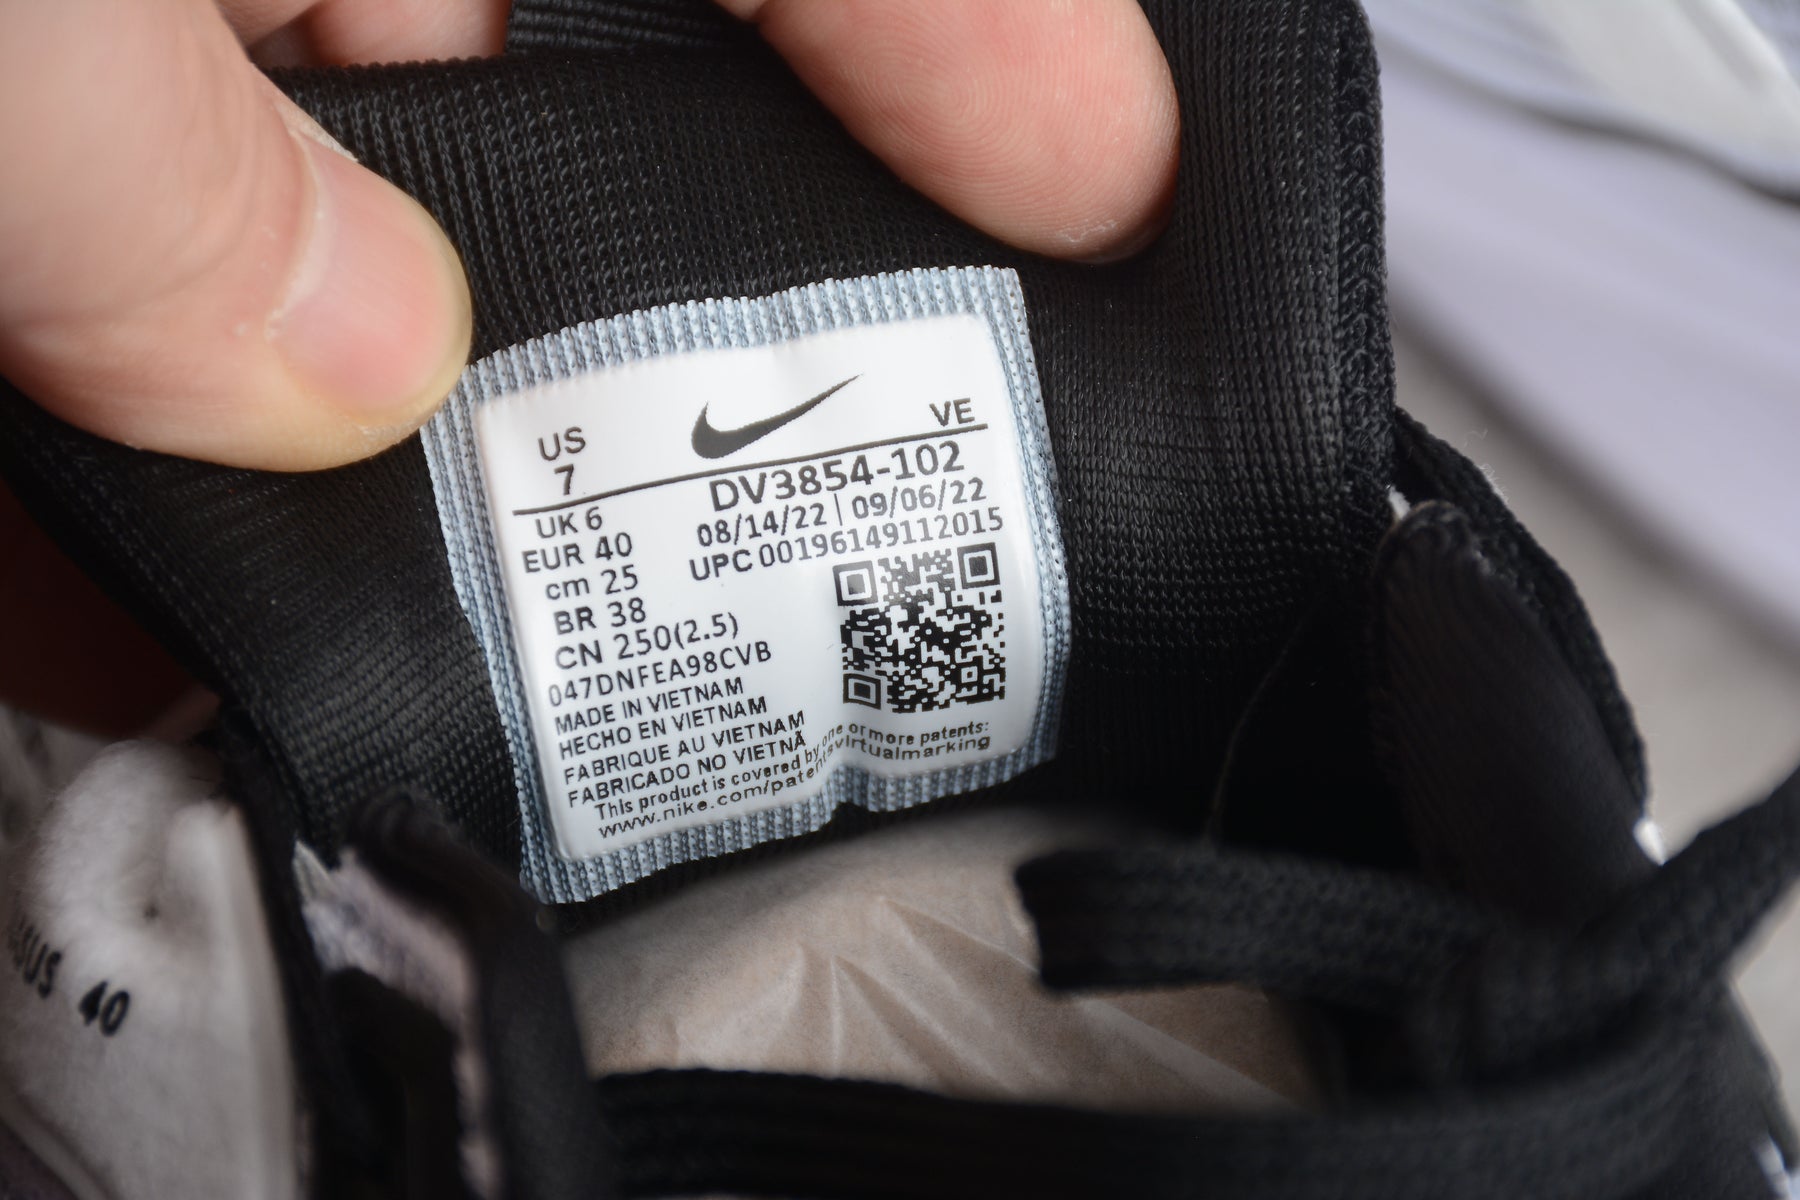 US
7
VE
UK 6
EUR 40
cm 25
BR 38
CN 250(2.5)
DV3854-102
08/14/22 | 09/06/22
UPC 00196149112015
047DNFEA98CVB
MADE IN VIETNAM
HECHO EN VIETNAM
FABRIQUE AU VIETNAM
FABRICADO NO VIETNÃ
This product is covered by one or more patents:
www.nike.com/patentsvirtualmarking
40